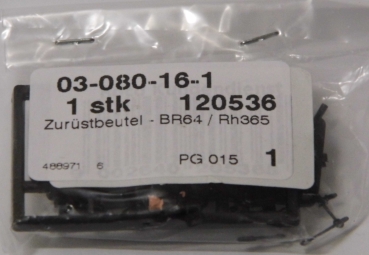 03-080-16-1
1 stk 120536
Zurüstbeutel - BR64 / Rh365
488971 6 PG 015 1